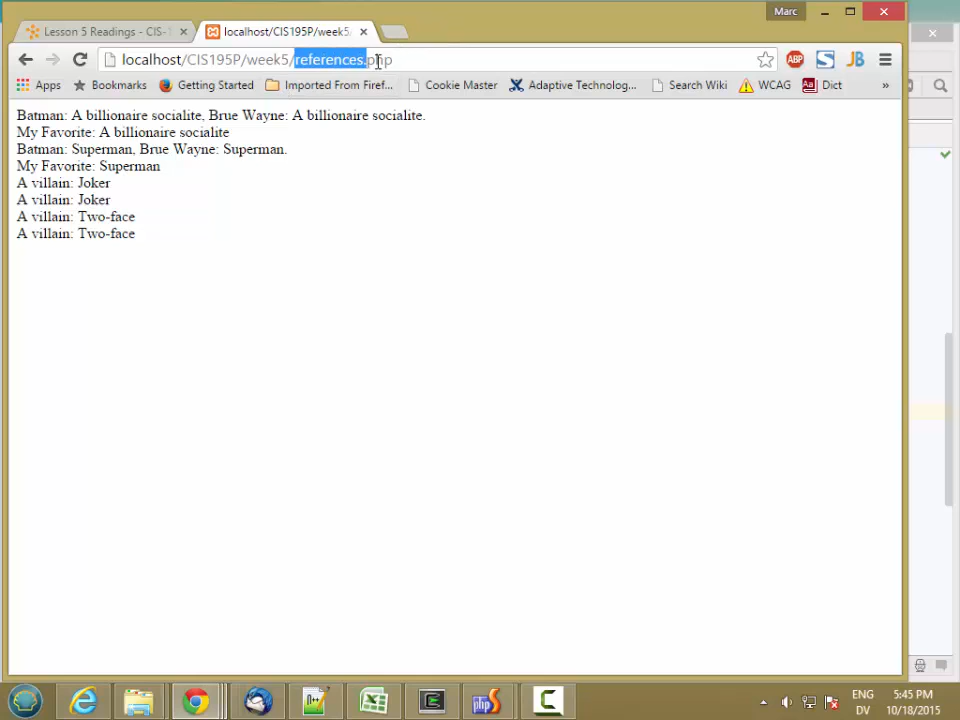 Marc
Lesson 5 Readings - CIS-1
localhost/CIS195P/week5/
localhost/CIS195P/week5/references.php
ABP
S
JB
Apps
Bookmarks
Getting Started
Imported From Firef...
Cookie Master
Adaptive Technolog...
Search Wiki
WCAG
Dict
»
Batman: A billionaire socialite, Brue Wayne: A billionaire socialite.
My Favorite: A billionaire socialite
Batman: Superman, Brue Wayne: Superman.
My Favorite: Superman
A villain: Joker
A villain: Joker
A villain: Two-face
A villain: Two-face
php
C
ENG
DV
5:45 PM
10/18/2015